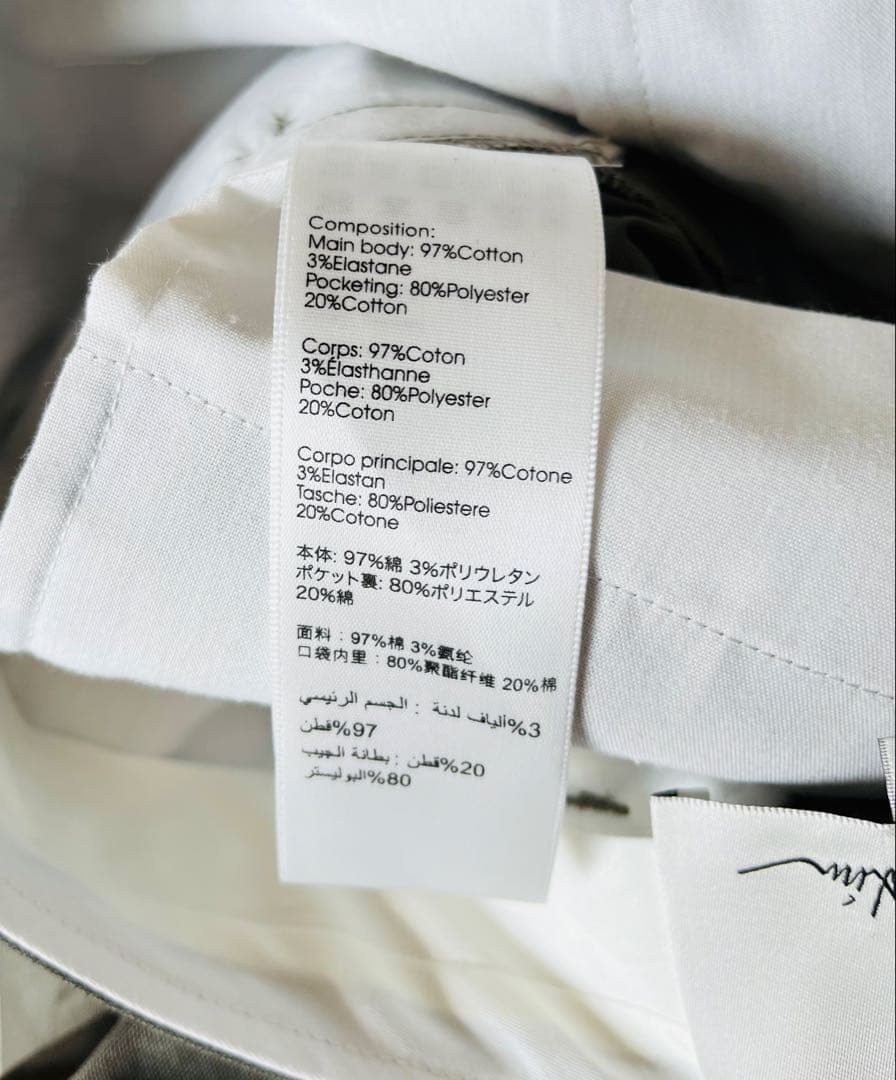 Composition:
Main body: 97%Cotton
3%Elastane
Pocketing: 80%Polyester
20%Cotton
Corps: 97%Coton
3%Élasthanne
Poche: 80%Polyester
20%Coton
Corpo principale: 97%Cotone
3%Elastan
Tasche: 80%Poliestere
20%Cotone
本体: 97%綿 3%ポリウレタン
ポケット裏: 80%ポリエステル
20%綿
面料：97%棉 3%氨纶
口袋内里：80%聚酯纤维 20%棉
3%ألياف لدنة : الجسم الرئيسي
97%قطن
20%قطن : بطانة الجيب
80%البوليستر